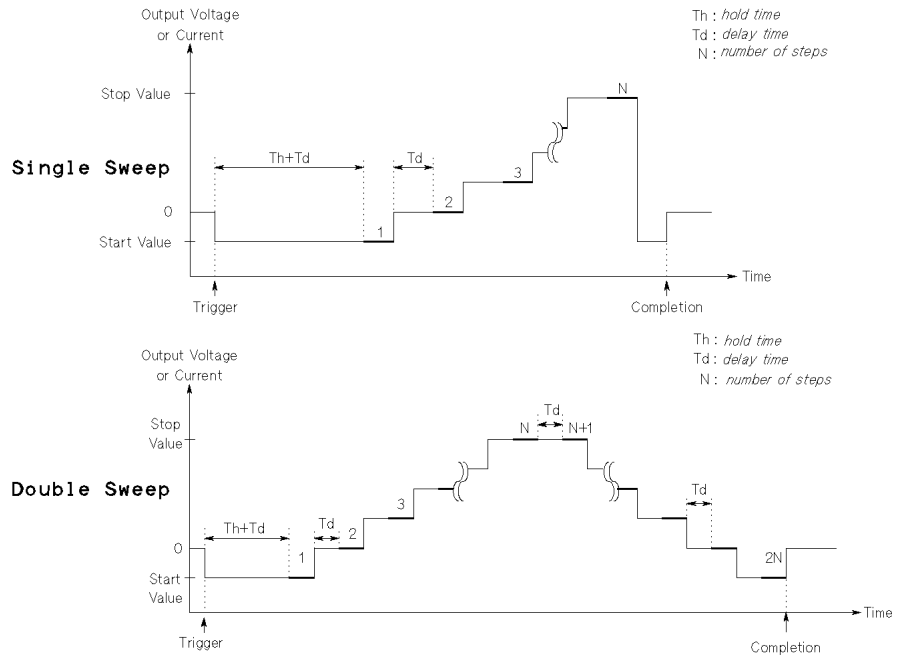 Output Voltage
or Current
Th : hold time
Td : delay time
N : number of steps
Stop Value
N
Single Sweep
Th+Td
Td
3
2
0
1
Start Value
Time
Trigger
Completion
Th : hold time
Td : delay time
N : number of steps
Output Voltage
or Current
Stop
Value
N
Td
N+1
Double Sweep
3
Td
Th+Td
Td
2
0
1
2N
Start
Value
Time
Trigger
Completion